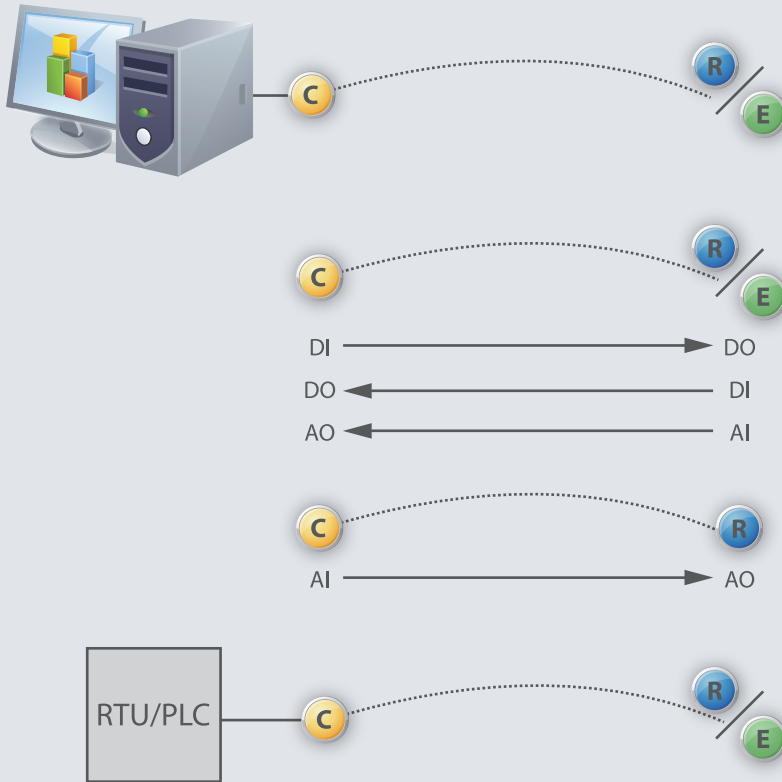 C R E
C R E
DI DO
DO DI
AO AI
C R
AI AO
RTU/PLC C R E